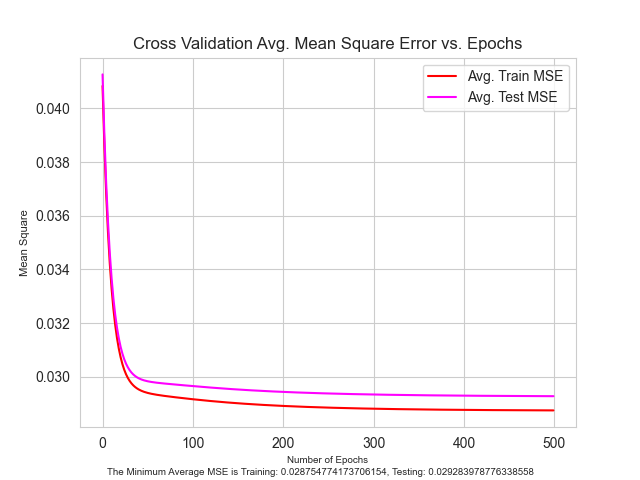 Cross Validation Avg. Mean Square Error vs. Epochs
Avg. Train MSE
Avg. Test MSE
0.040
0.038
0.036
0.034
0.032
0.030
Mean Square
0
100
200
300
400
500
Number of Epochs
The Minimum Average MSE is Training: 0.028754774173706154, Testing: 0.029283978776338558